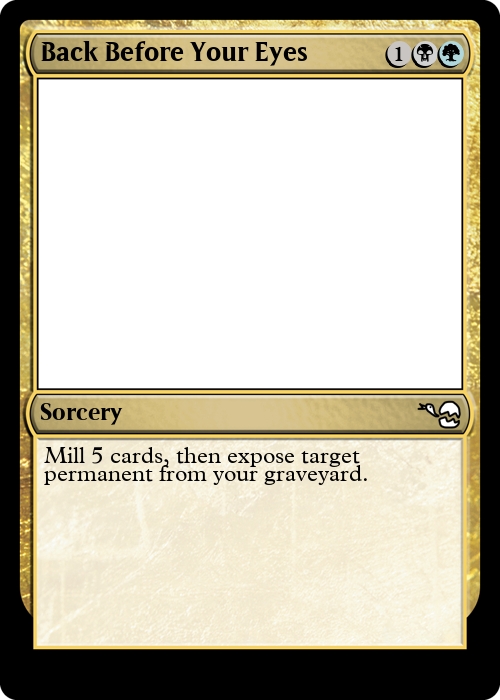 Back Before Your Eyes 1
Sorcery
Mill 5 cards, then expose target
permanent from your graveyard.